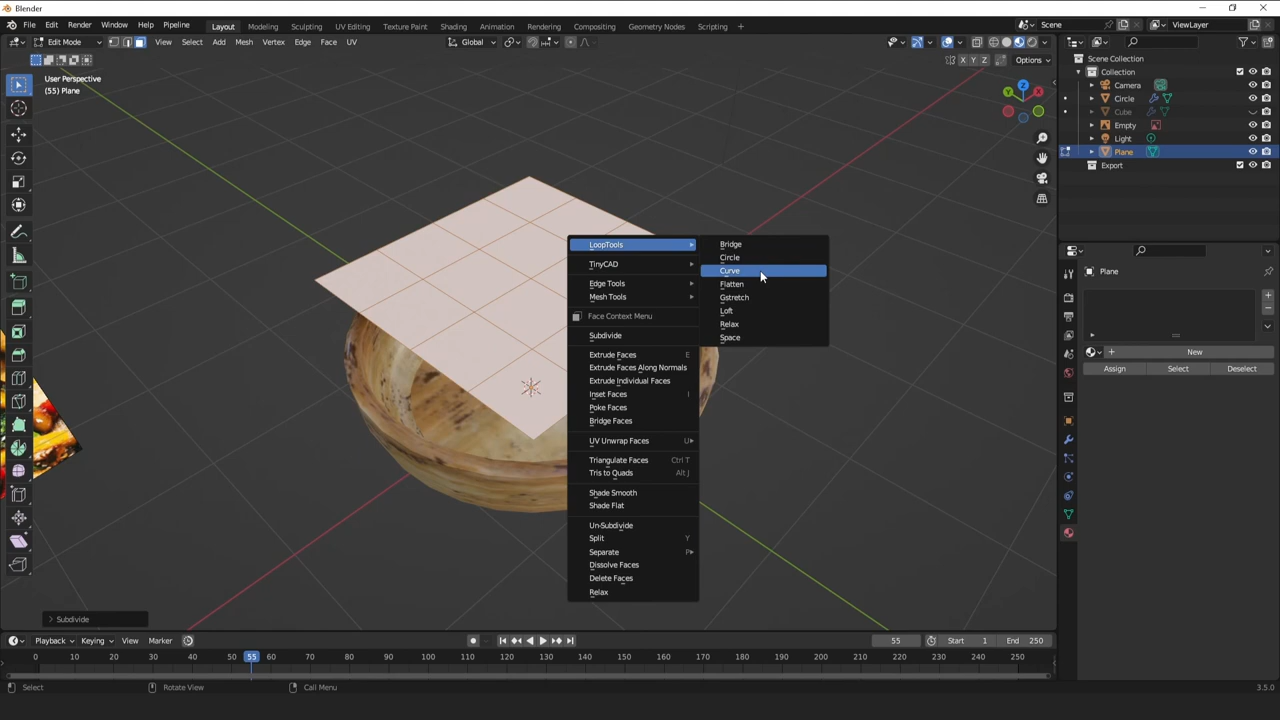 Blender
File Edit Render Window Help Pipeline Layout Modeling Sculpting UV Editing Texture Paint Shading Animation Rendering Compositing Geometry Nodes Scripting Scene ViewLayer
Edit Mode View Select Add Mesh Vertex Edge Face UV Global
X Y Z Options
User Perspective
(55) Plane
Z
Y X
Scene Collection
Collection
Camera
Circle
Cube
Empty
Light
Plane
Export
Plane
New
Assign Select Deselect
LoopTools
TinyCAD
Edge Tools
Mesh Tools
Face Context Menu
Subdivide
Extrude Faces E
Extrude Faces Along Normals
Extrude Individual Faces
Inset Faces I
Poke Faces
Bridge Faces
UV Unwrap Faces U
Triangulate Faces Ctrl T
Tris to Quads Alt J
Shade Smooth
Shade Flat
Un-Subdivide
Split Y
Separate P
Dissolve Faces
Delete Faces
Relax
Bridge
Circle
Curve
Flatten
Gstretch
Loft
Relax
Space
Subdivide
Playback Keying View Marker 55 Start 1 End 250
0 10 20 30 40 50 55 60 70 80 90 100 110 120 130 140 150 160 170 180 190 200 210 220 230 240 250
Select Rotate View Call Menu 3.5.0